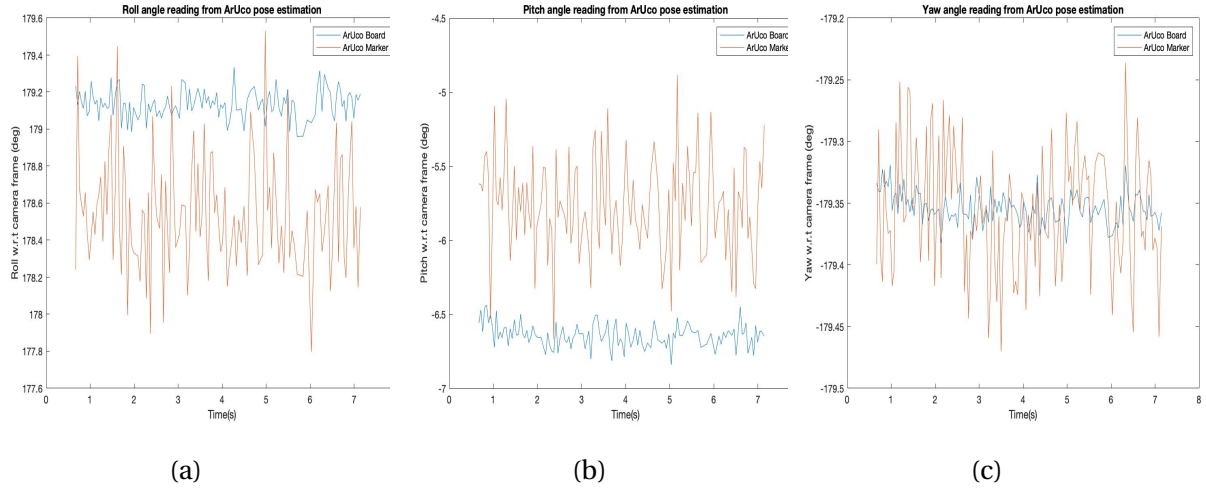 Roll angle reading from ArUco pose estimation
ArUco Board
ArUco Marker
Roll w.r.t camera frame (deg)
179.6
179.4
179.2
179
178.8
178.6
178.4
178.2
178
177.8
177.6
0 1 2 3 4 5 6 7
Time(s)
(a)
Pitch angle reading from ArUco pose estimation
ArUco Board
ArUco Marker
Pitch w.r.t camera frame (deg)
-4.5
-5
-5.5
-6
-6.5
-7
0 1 2 3 4 5 6 7
Time(s)
(b)
Yaw angle reading from ArUco pose estimation
ArUco Board
ArUco Marker
Yaw w.r.t camera frame (deg)
-179.2
-179.25
-179.3
-179.35
-179.4
-179.45
-179.5
0 1 2 3 4 5 6 7 8
Time(s)
(c)